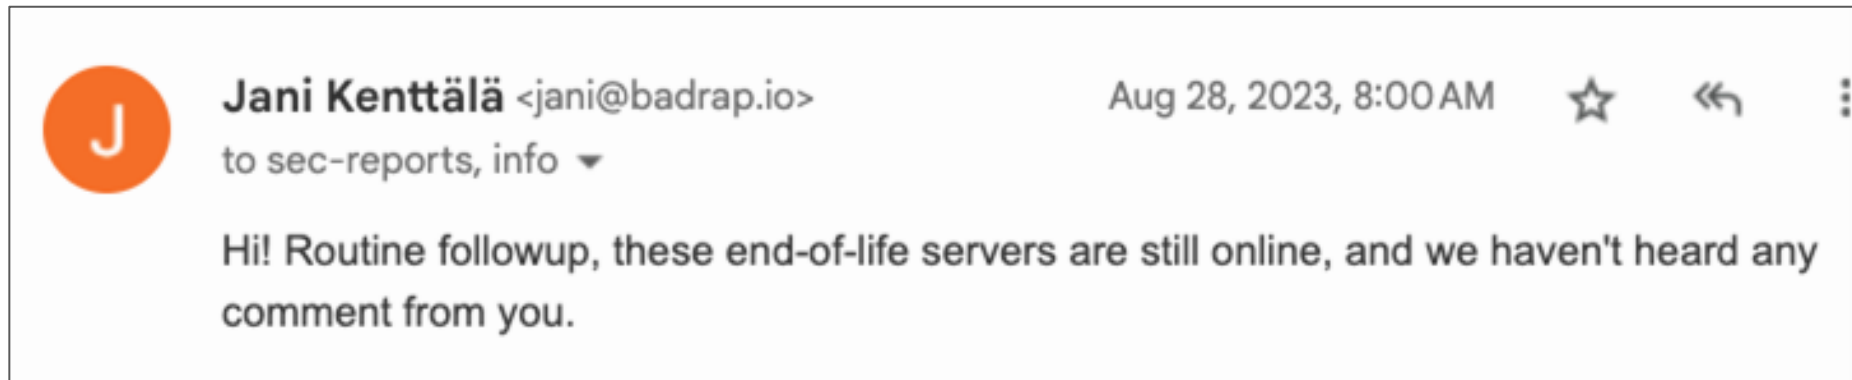 J
Jani Kenttälä <jani@badrap.io> Aug 28, 2023, 8:00 AM
to sec-reports, info
Hi! Routine followup, these end-of-life servers are still online, and we haven't heard any
comment from you.